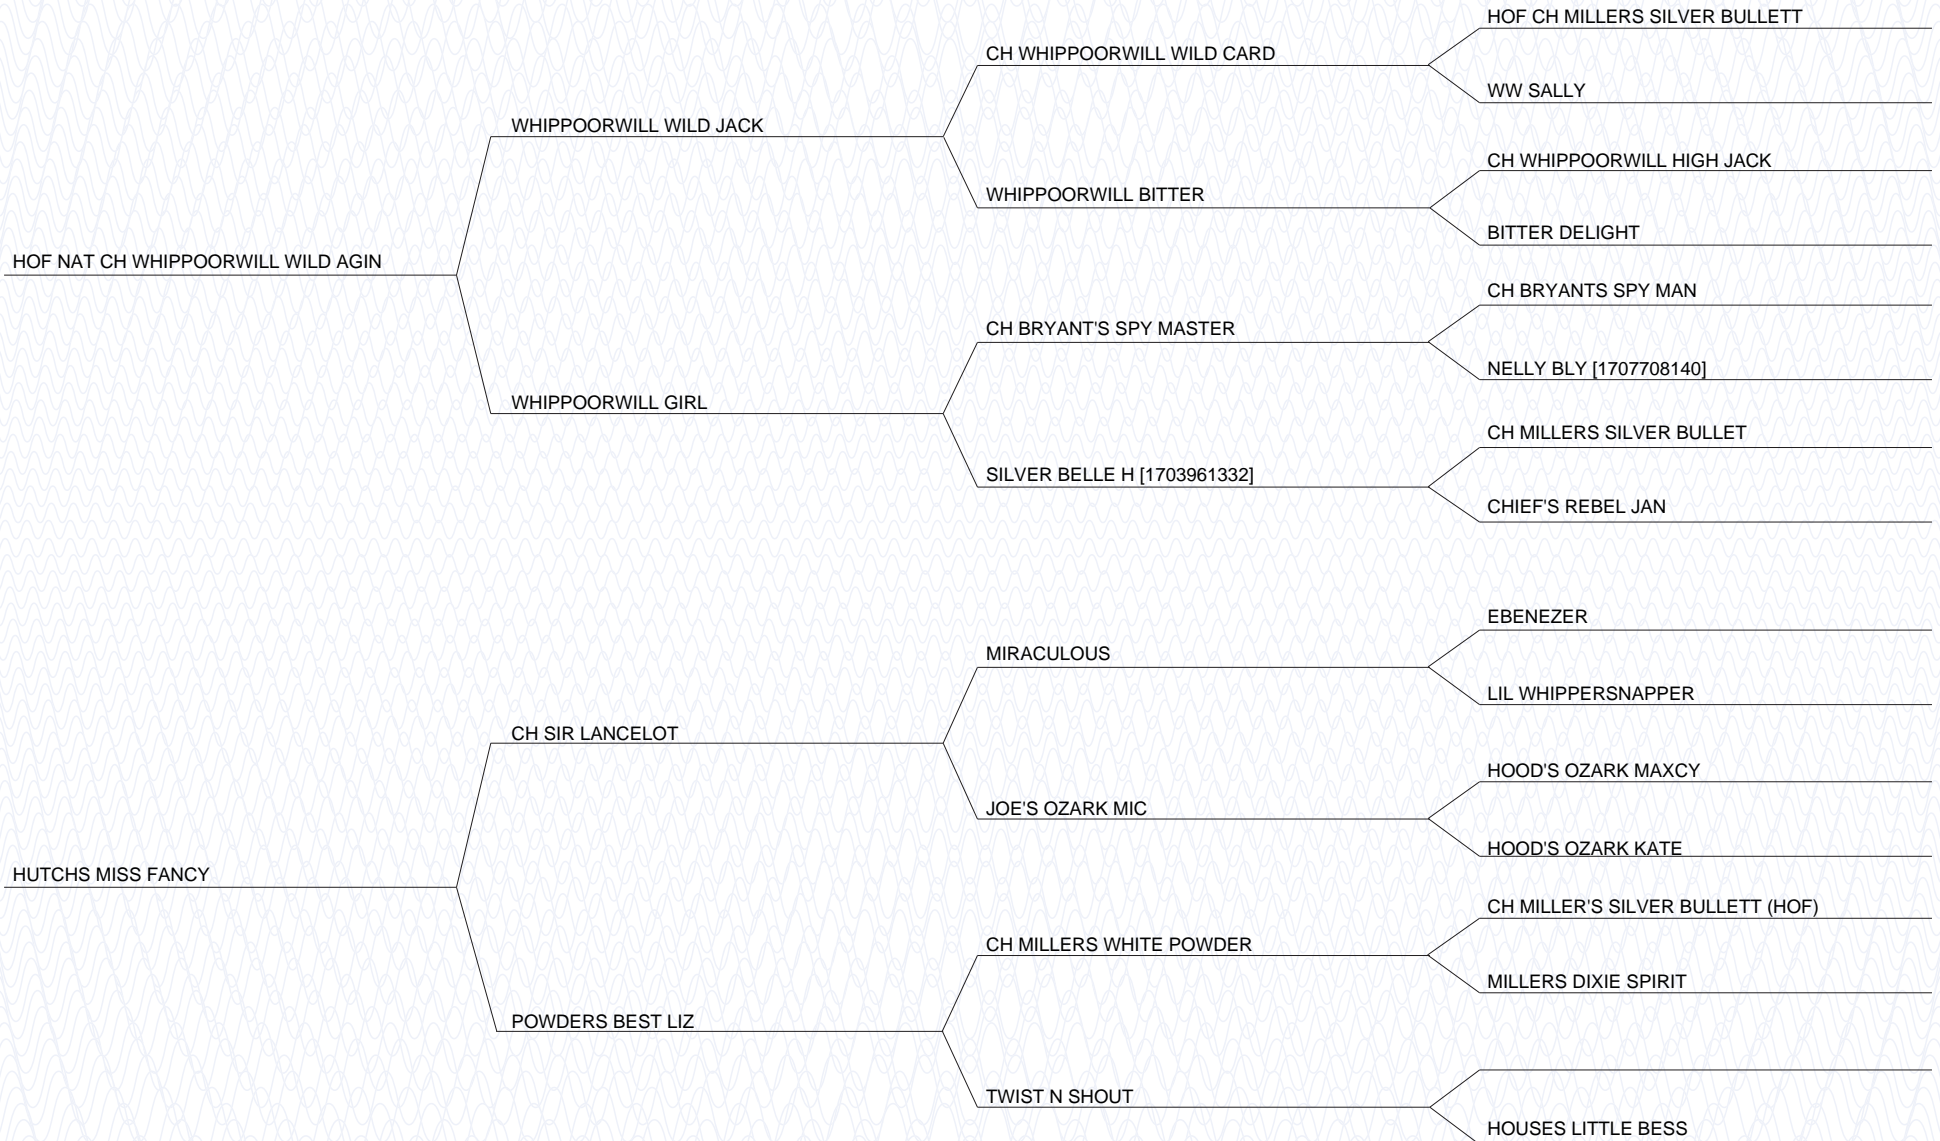 HOF CH MILLERS SILVER BULLETT
CH WHIPPOORWILL WILD CARD
WW SALLY
WHIPPOORWILL WILD JACK
CH WHIPPOORWILL HIGH JACK
WHIPPOORWILL BITTER
BITTER DELIGHT
HOF NAT CH WHIPPOORWILL WILD AGIN
CH BRYANTS SPY MAN
CH BRYANT'S SPY MASTER
NELLY BLY [1707708140]
WHIPPOORWILL GIRL
CH MILLERS SILVER BULLET
SILVER BELLE H [1703961332]
CHIEF'S REBEL JAN
EBENEZER
MIRACULOUS
LIL WHIPPERSNAPPER
CH SIR LANCELOT
HOOD'S OZARK MAXCY
JOE'S OZARK MIC
HOOD'S OZARK KATE
HUTCHS MISS FANCY
CH MILLER'S SILVER BULLETT (HOF)
CH MILLERS WHITE POWDER
MILLERS DIXIE SPIRIT
POWDERS BEST LIZ
TWIST N SHOUT
HOUSES LITTLE BESS